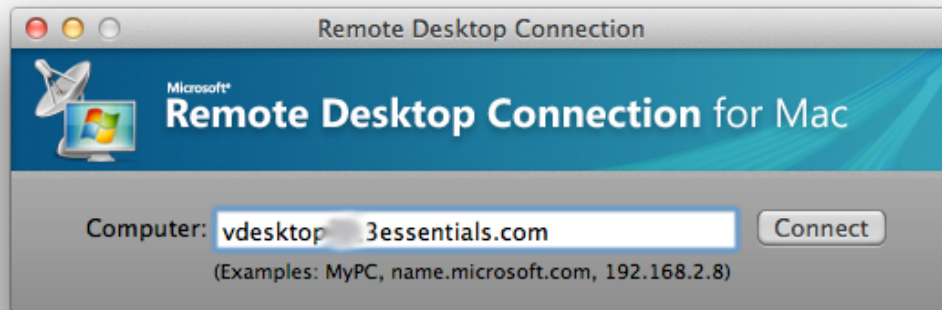 Remote Desktop Connection
Microsoft®
Remote Desktop Connection for Mac
Computer: vdesktop 3essentials.com Connect
(Examples: MyPC, name.microsoft.com, 192.168.2.8)